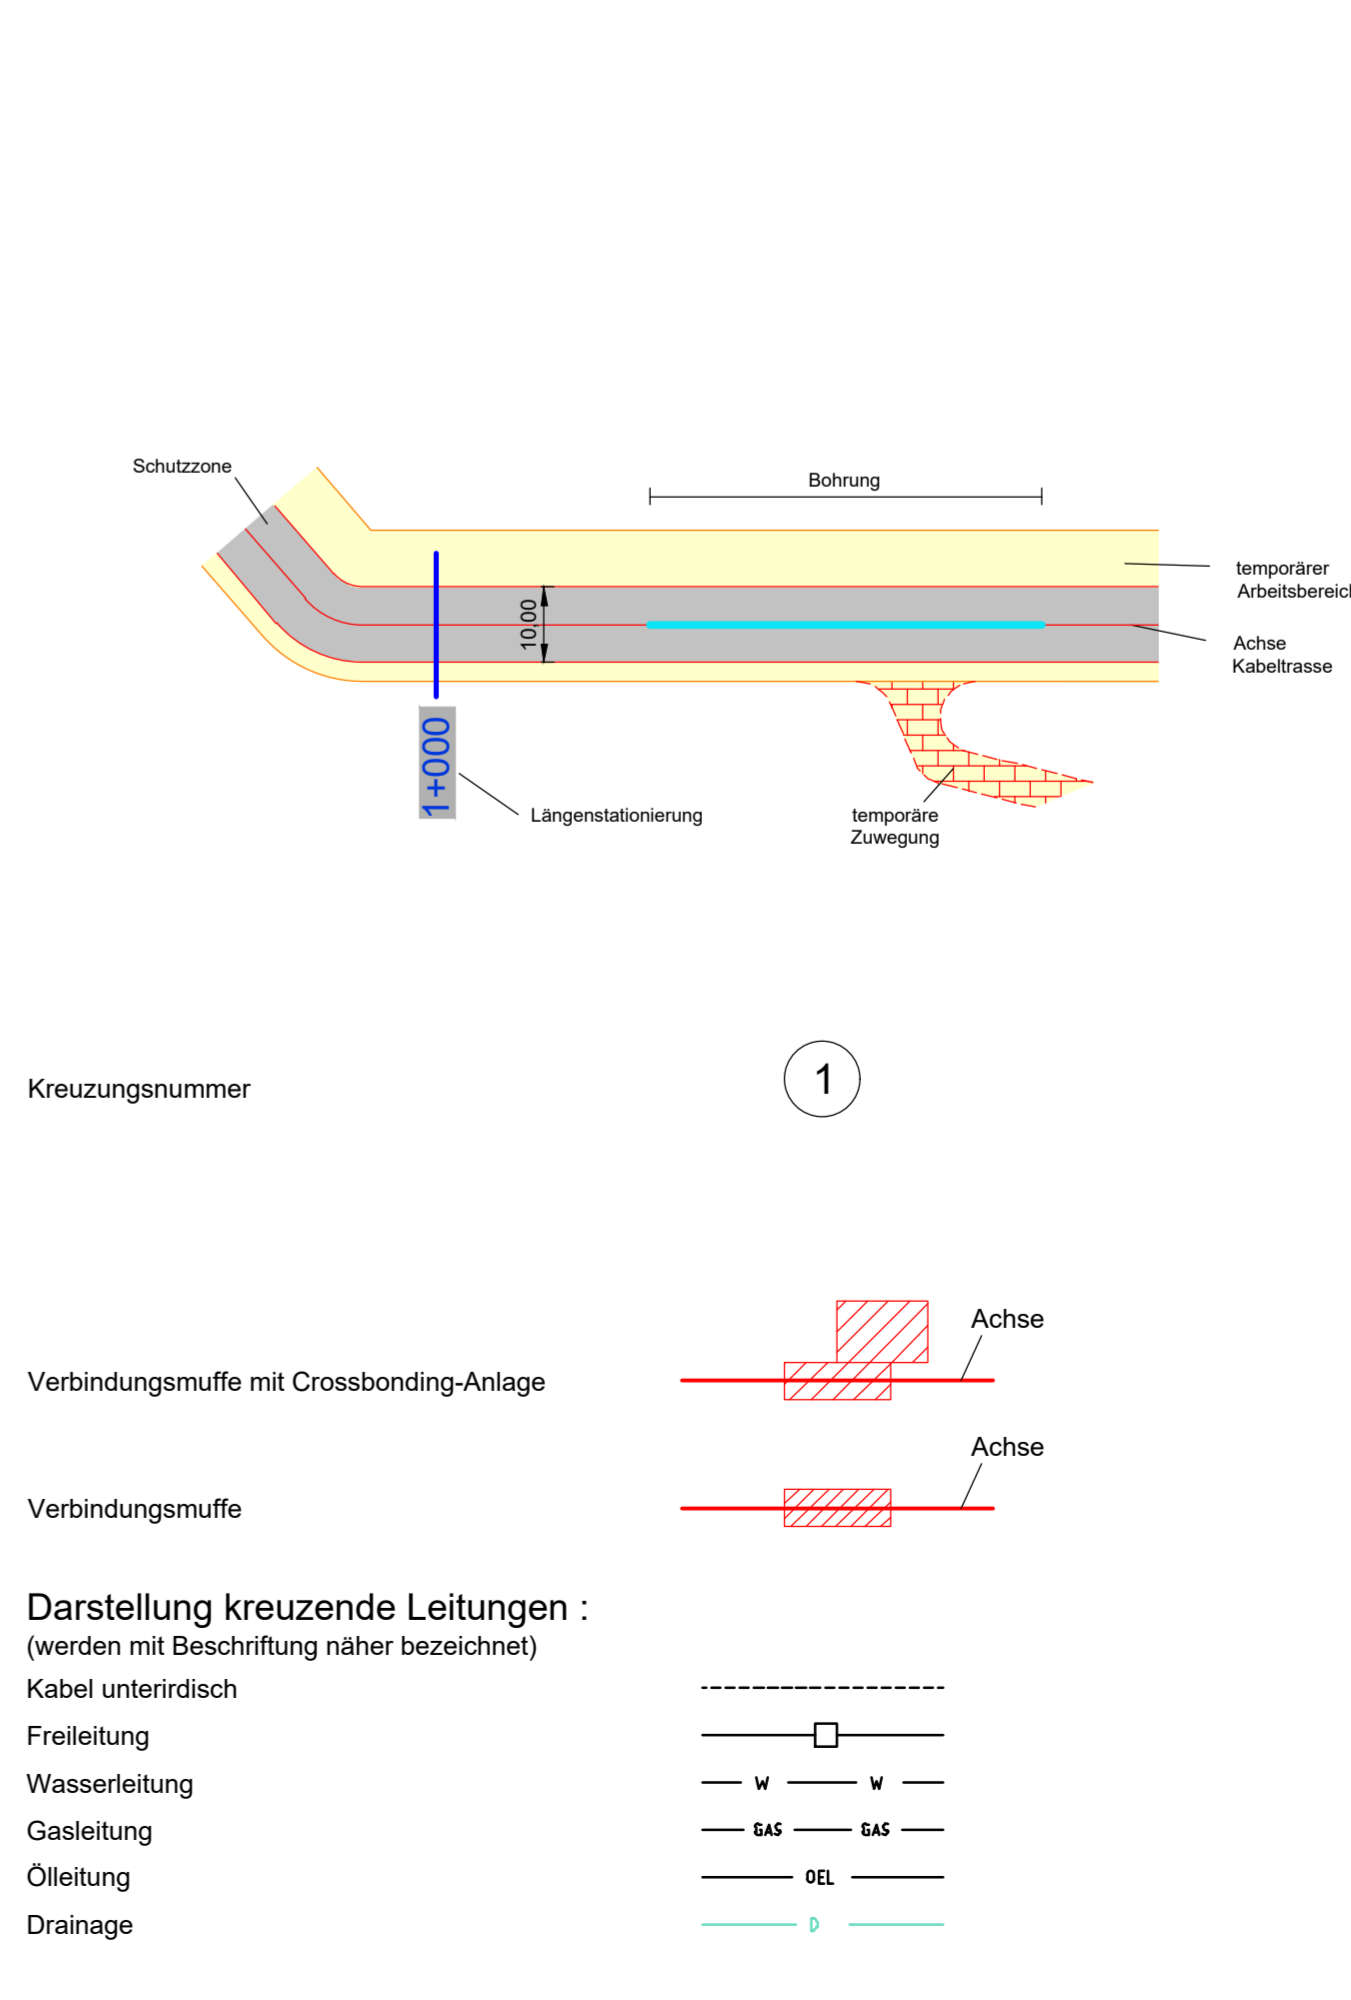 Schutzzone
Bohrung
temporärer
Arbeitsbereich
10,00
Achse
Kabeltrasse
1+000
Längenstationierung
temporäre
Zuwegung
Kreuzungsnummer
1
Achse
Verbindungsmuffe mit Crossbonding-Anlage
Achse
Verbindungsmuffe
Darstellung kreuzende Leitungen :
(werden mit Beschriftung näher bezeichnet)
Kabel unterirdisch
Freileitung
Wasserleitung W W
Gasleitung GAS GAS
Ölleitung OEL
Drainage D